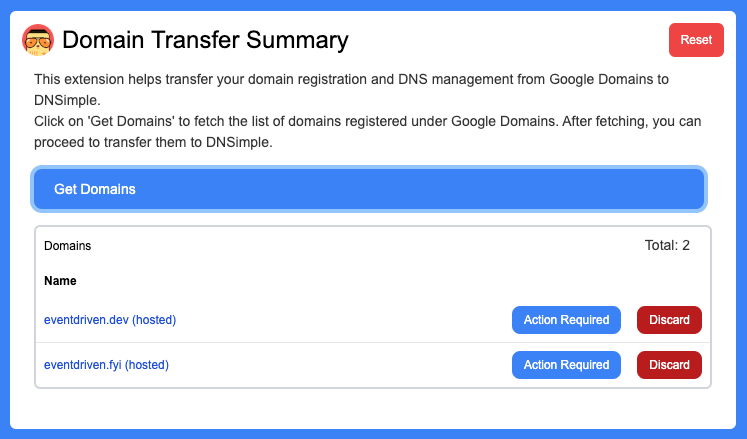 Domain Transfer Summary
Reset
This extension helps transfer your domain registration and DNS management from Google Domains to
DNSimple.
Click on 'Get Domains' to fetch the list of domains registered under Google Domains. After fetching, you can
proceed to transfer them to DNSimple.
Get Domains
Domains
Total: 2
Name
eventdriven.dev (hosted)
Action Required
Discard
eventdriven.fyi (hosted)
Action Required
Discard